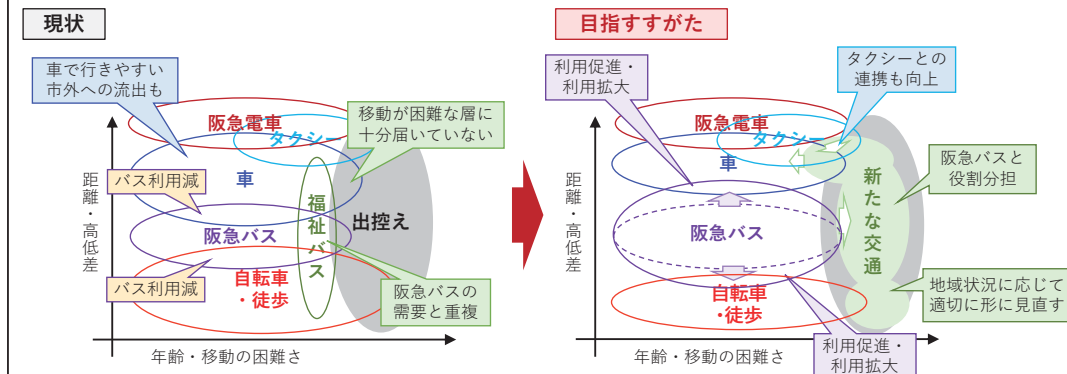 現状
車で行きやすい
市外への流出も
移動が困難な層に
十分届いていない
阪急電車
タクシー
バス利用減
車
福祉バス
出控え
阪急バス
バス利用減
自転車
・徒歩
阪急バスの
需要と重複
距離・高低差
年齢・移動の困難さ
目指すすがた
利用促進・
利用拡大
タクシーとの
連携も向上
阪急電車
タクシー
車
阪急バスと
役割分担
新たな交通
阪急バス
地域状況に応じて
適切に形に見直す
自転車
・徒歩
利用促進・
利用拡大
距離・高低差
年齢・移動の困難さ